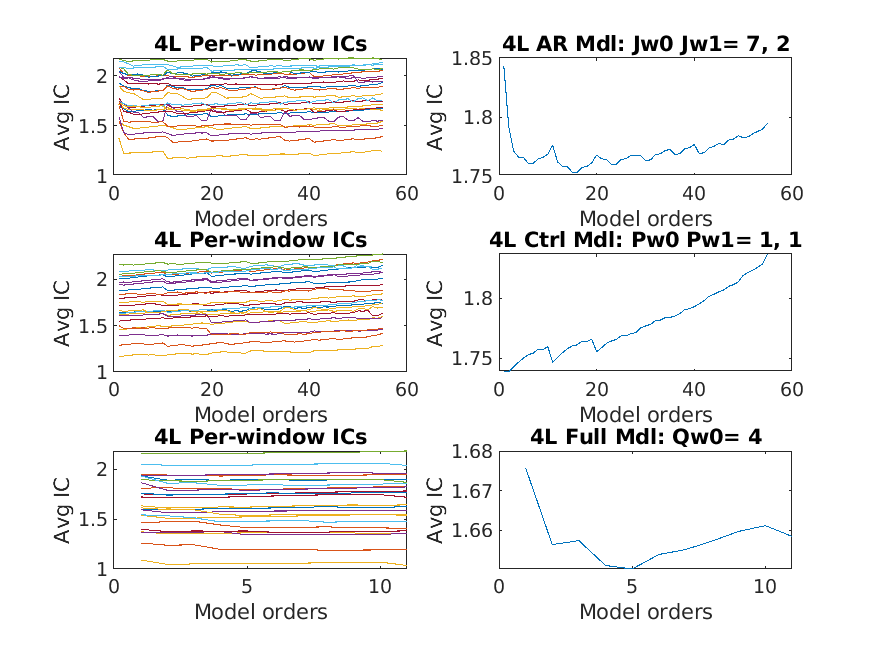 4L Per-window ICs
Avg IC
2
1.5
1
0
20
40
60
Model orders
4L AR Mdl: Jw0 Jw1= 7, 2
Avg IC
1.85
1.8
1.75
0
20
40
60
Model orders
4L Per-window ICs
Avg IC
2
1.5
1
0
20
40
60
Model orders
4L Ctrl Mdl: Pw0 Pw1= 1, 1
Avg IC
1.8
1.75
0
20
40
60
Model orders
4L Per-window ICs
Avg IC
2
1.5
1
0
5
10
Model orders
4L Full Mdl: Qw0= 4
Avg IC
1.68
1.67
1.66
0
5
10
Model orders